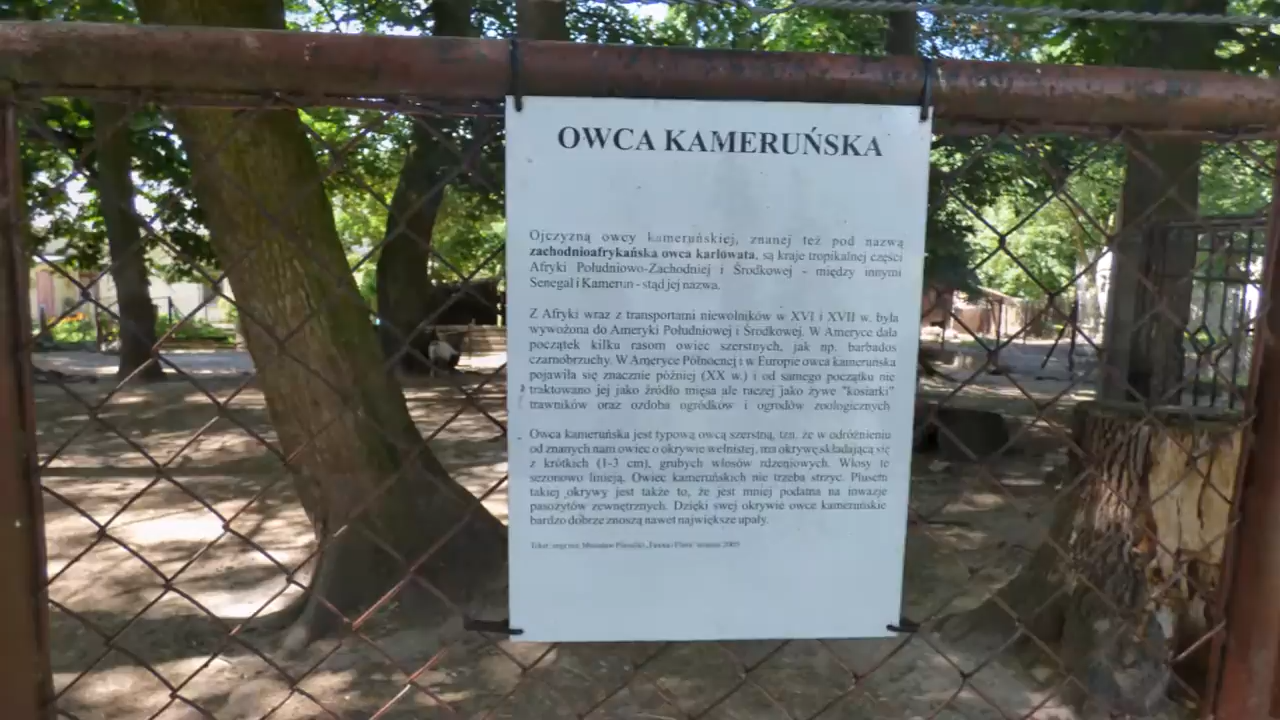 OWCA KAMERUŃSKA
Ojczyzną owcy kameruńskiej, znanej też pod nazwą
zachodnioafrykańska owca karłowata, są kraje tropikalnej części
Afryki Południowo-Zachodniej i Środkowej - między innymi
Senegal i Kamerun - stąd jej nazwa.
Z Afryki wraz z transportami niewolników w XVI i XVII w. była
wywożona do Ameryki Południowej i Środkowej. W Ameryce dała
początek kilku rasom owiec szerstnych, jak np. barbados
czarnobrzuchy. W Ameryce Północnej i w Europie owca kameruńska
pojawiła się znacznie później (XX w.) i od samego początku nie
traktowano jej jako źródło mięsa ale raczej jako żywe "kosiarki"
trawników oraz ozdoba ogródków i ogrodów zoologicznych
Owca kameruńska jest typową owcą szerstną, tzn. że w odróżnieniu
od znanych nam owiec o okrywie wełnistej, ma okrywę składającą się
z krótkich (1-3 cm), grubych włosów rdzeniowych. Włosy te
sezonowo linieją. Owiec kameruńskich nie trzeba strzyc. Plusem
takiej okrywy jest także to, że jest mniej podatna na inwazje
pasożytów zewnętrznych. Dzięki swej okrywie owce kameruńskie
bardzo dobrze znoszą nawet największe upały.